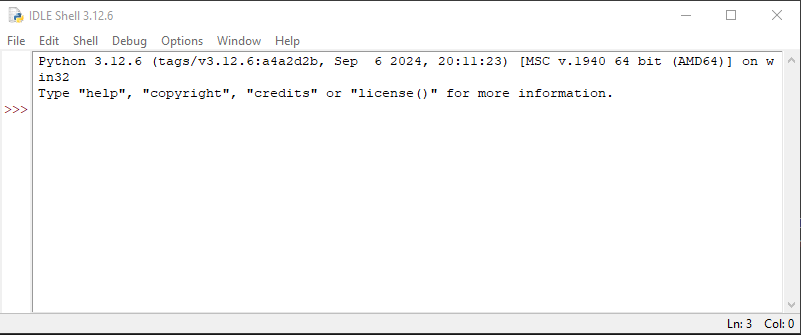 IDLE Shell 3.12.6
File Edit Shell Debug Options Window Help
Python 3.12.6 (tags/v3.12.6:a4a2d2b, Sep  6 2024, 20:11:23) [MSC v.1940 64 bit (AMD64)] on w
in32
Type "help", "copyright", "credits" or "license()" for more information.
>>>
Ln: 3 Col: 0